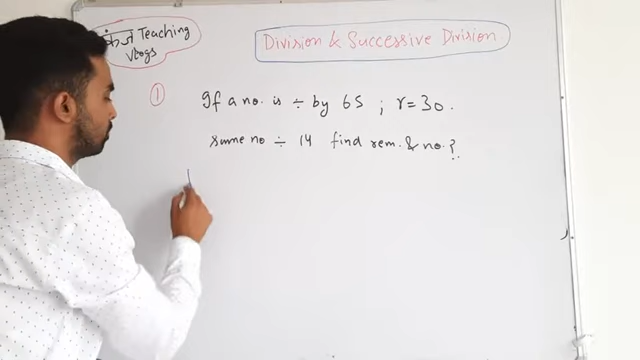 Teaching
Vlogs
Division & Successive Division
① If a no. is ÷ by 65 ; r = 30.
same no ÷ 14 find rem. & no. ?